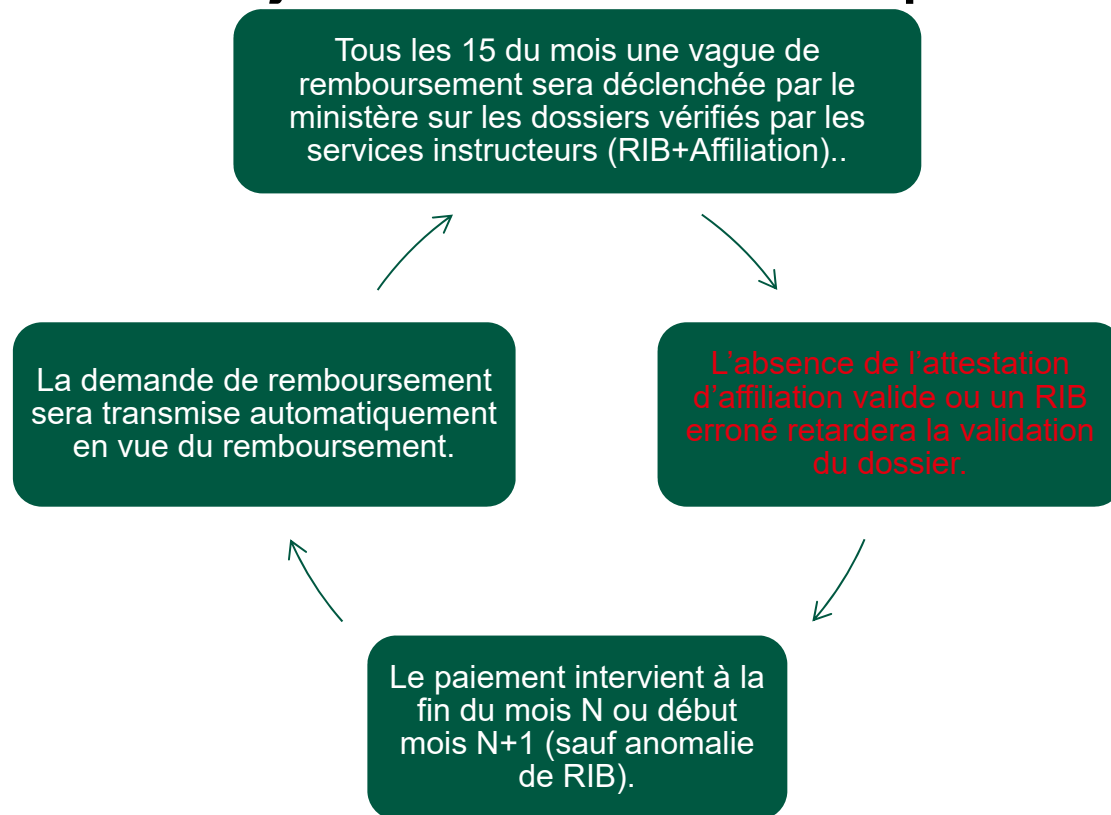 Tous les 15 du mois une vague de
remboursement sera déclenchée par le
ministère sur les dossiers vérifiés par les
services instructeurs (RIB+Affiliation)..
L'absence de l'attestation
d'affiliation valide ou un RIB
erroné retardera la validation
du dossier.
Le paiement intervient à la
fin du mois N ou début
mois N+1 (sauf anomalie
de RIB).
La demande de remboursement
sera transmise automatiquement
en vue du remboursement.